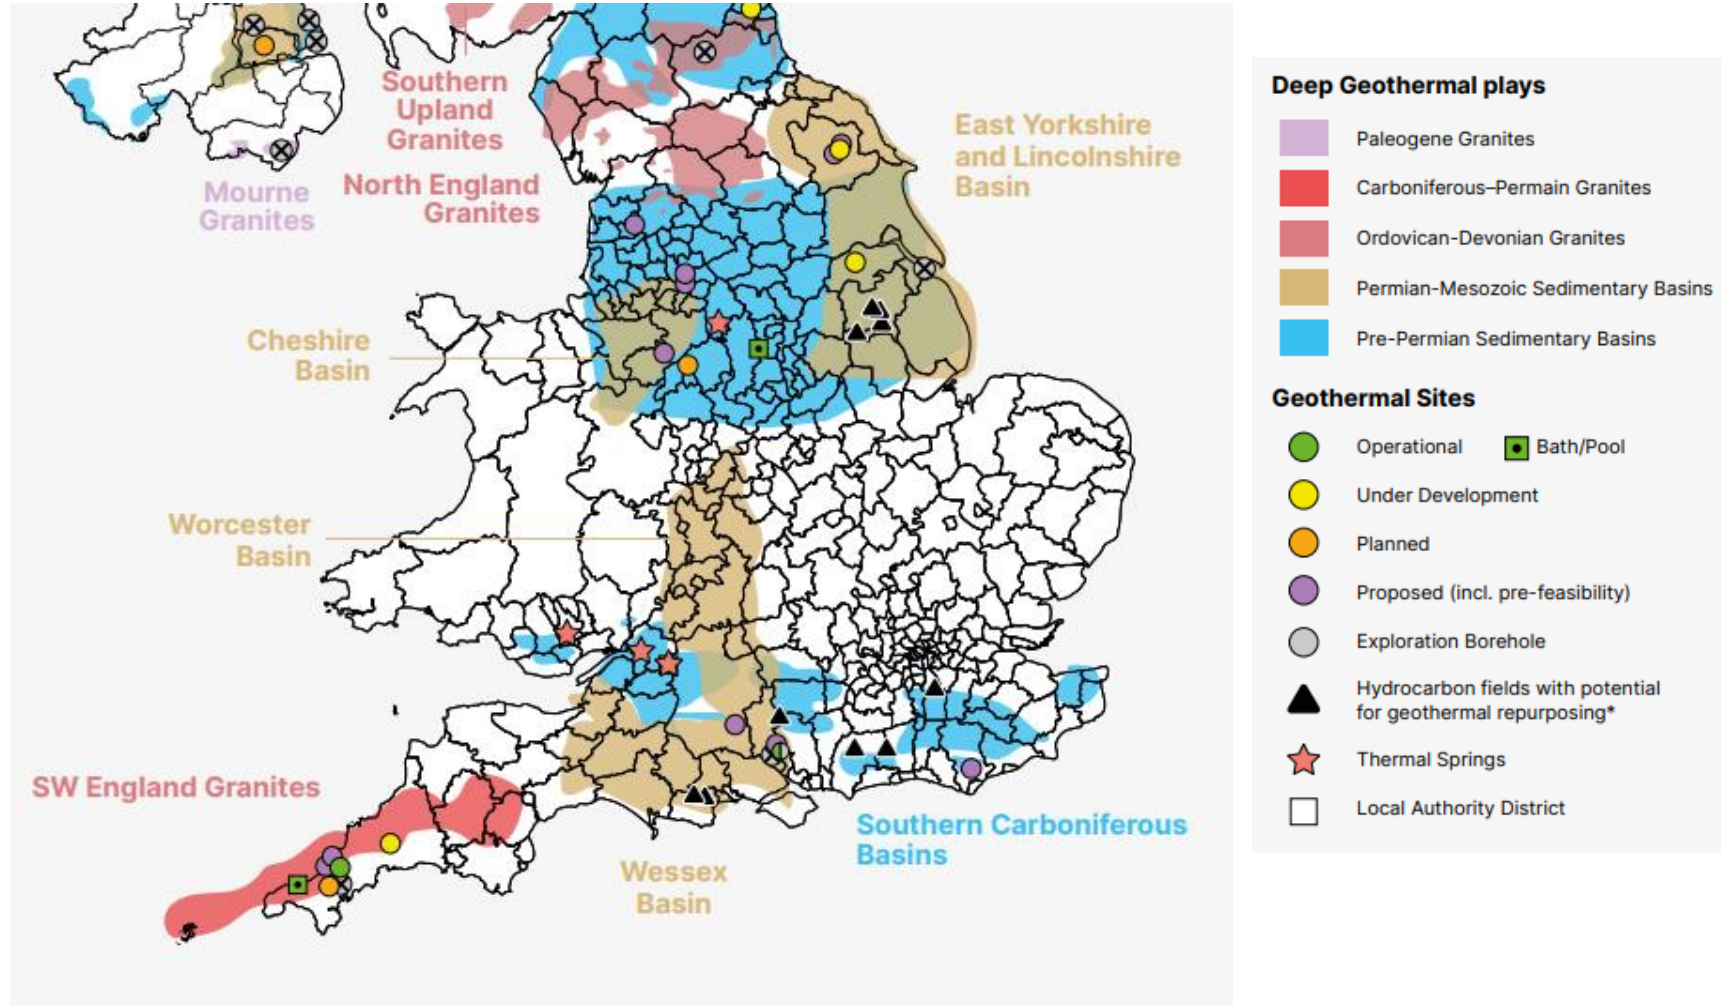 Southern
Upland
Granites
North England
Granites
Mourne
Granites
East Yorkshire
and Lincolnshire
Basin
Cheshire
Basin
Worcester
Basin
SW England Granites
Wessex
Basin
Southern Carboniferous
Basins
Deep Geothermal plays
Paleogene Granites
Carboniferous–Permain Granites
Ordovican-Devonian Granites
Permian-Mesozoic Sedimentary Basins
Pre-Permian Sedimentary Basins
Geothermal Sites
Operational
Bath/Pool
Under Development
Planned
Proposed (incl. pre-feasibility)
Exploration Borehole
Hydrocarbon fields with potential
for geothermal repurposing*
Thermal Springs
Local Authority District